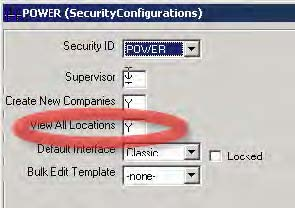 POWER (SecurityConfigurations)
Security ID POWER
Supervisor
Create New Companies Y
View All Locations Y
Default Interface Classic Locked
Bulk Edit Template -none-